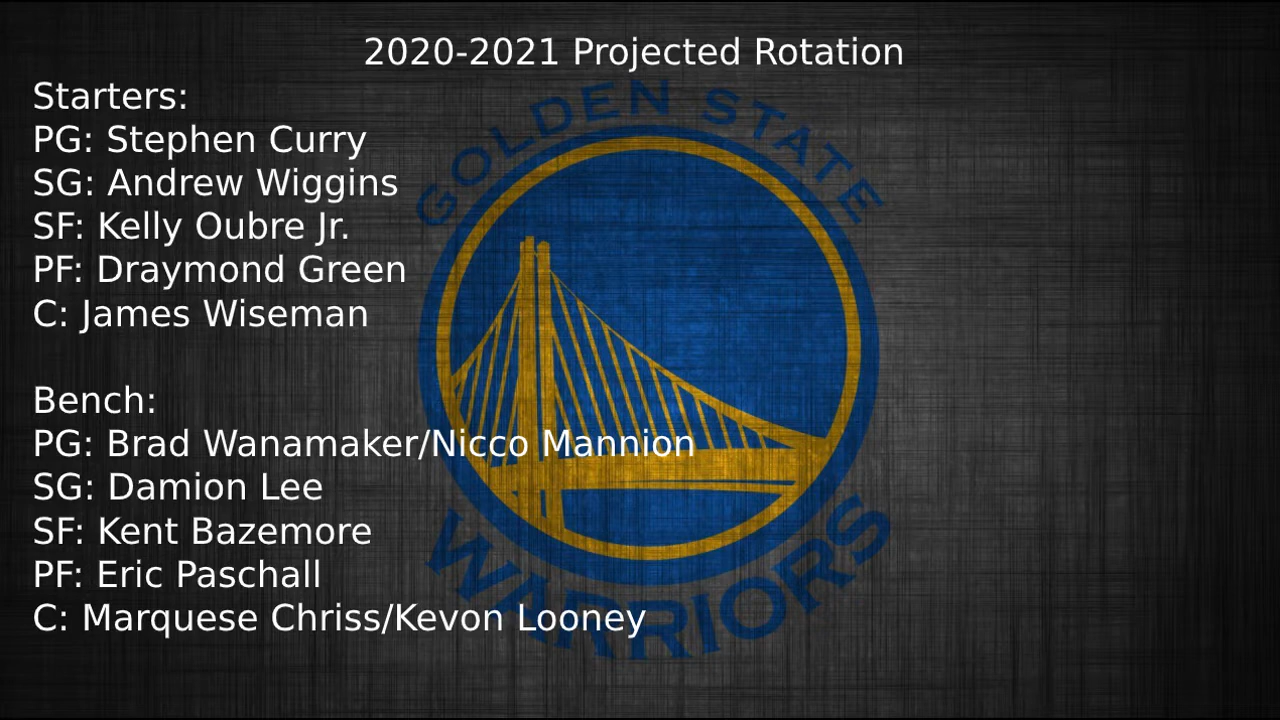 2020-2021 Projected Rotation
Starters:
PG: Stephen Curry
SG: Andrew Wiggins
SF: Kelly Oubre Jr.
PF: Draymond Green
C: James Wiseman
Bench:
PG: Brad Wanamaker/Nicco Mannion
SG: Damion Lee
SF: Kent Bazemore
PF: Eric Paschall
C: Marquese Chriss/Kevon Looney
GOLDEN STATE
WARRIORS